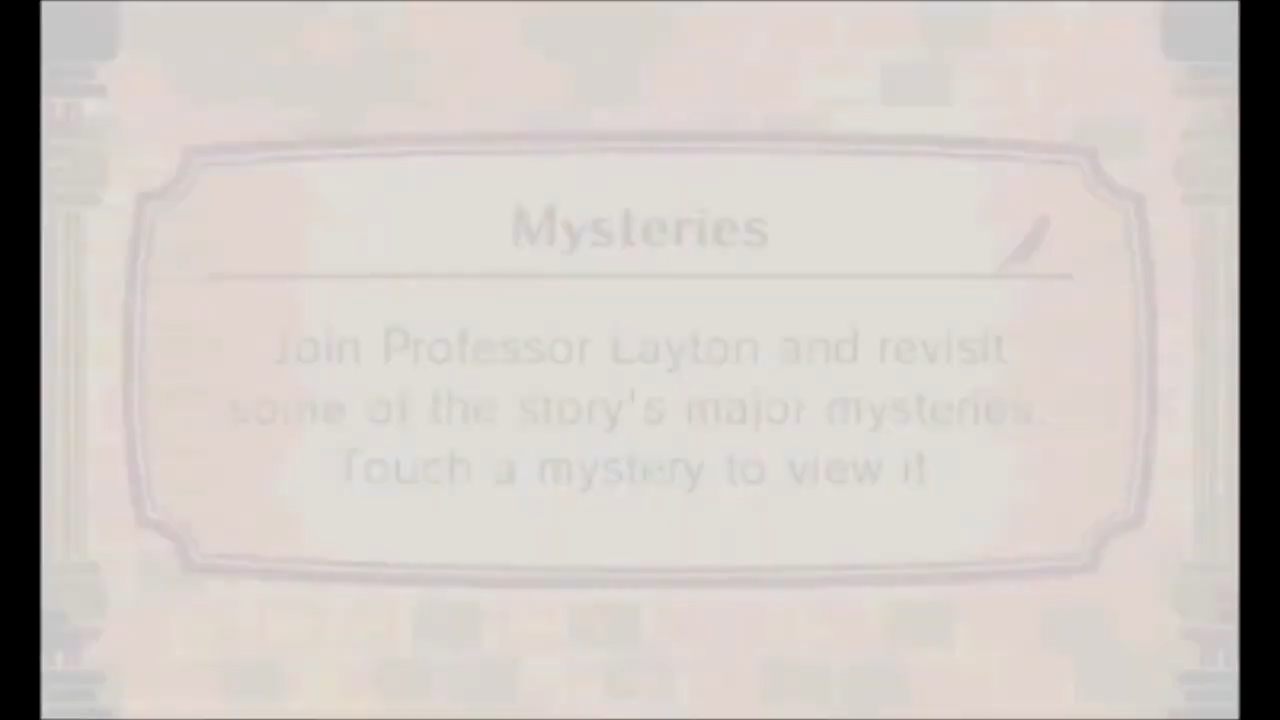 Mysteries
Join Professor Layton and revisit
some of the story's major mysteries.
Touch a mystery to view it